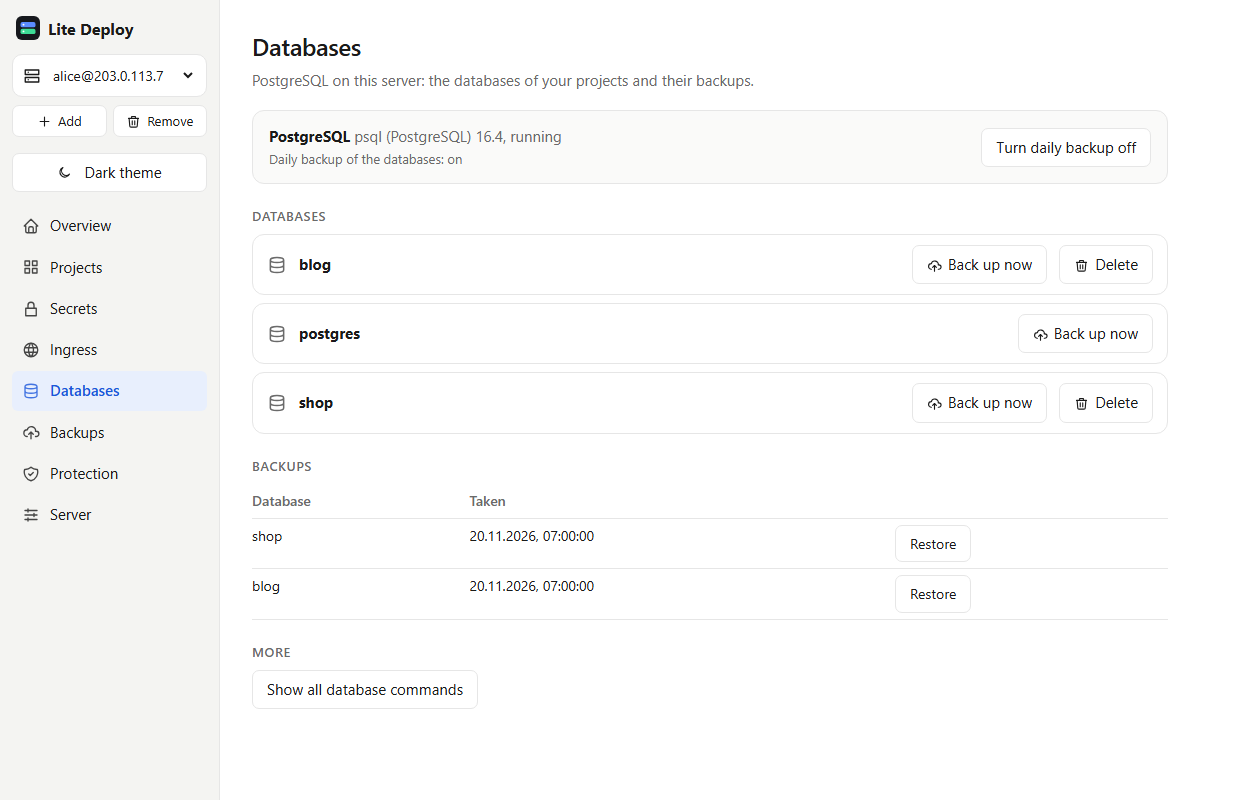 Lite Deploy
alice@203.0.113.7
Add
Remove
Dark theme
Overview
Projects
Secrets
Ingress
Databases
Backups
Protection
Server
Databases
PostgreSQL on this server: the databases of your projects and their backups.
PostgreSQL psql (PostgreSQL) 16.4, running
Daily backup of the databases: on
Turn daily backup off
DATABASES
blog
Back up now
Delete
postgres
Back up now
shop
Back up now
Delete
BACKUPS
Database Taken
shop 20.11.2026, 07:00:00 Restore
blog 20.11.2026, 07:00:00 Restore
MORE
Show all database commands